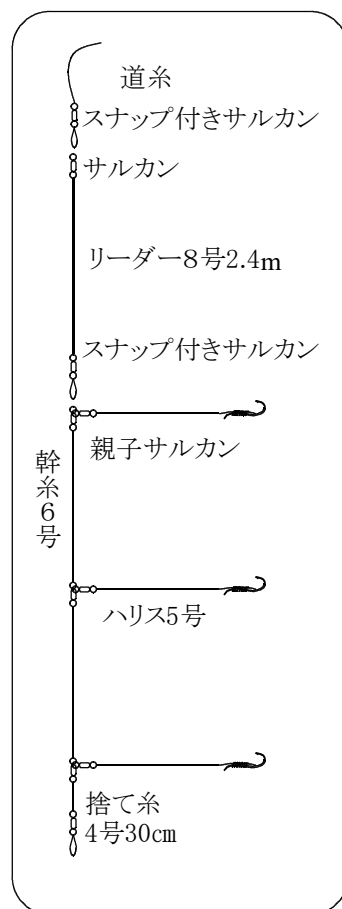 道糸
スナップ付きサルカン
サルカン
リーダー８号2.4m
スナップ付きサルカン
親子サルカン
幹糸６号
ハリス5号
捨て糸
4号30cm